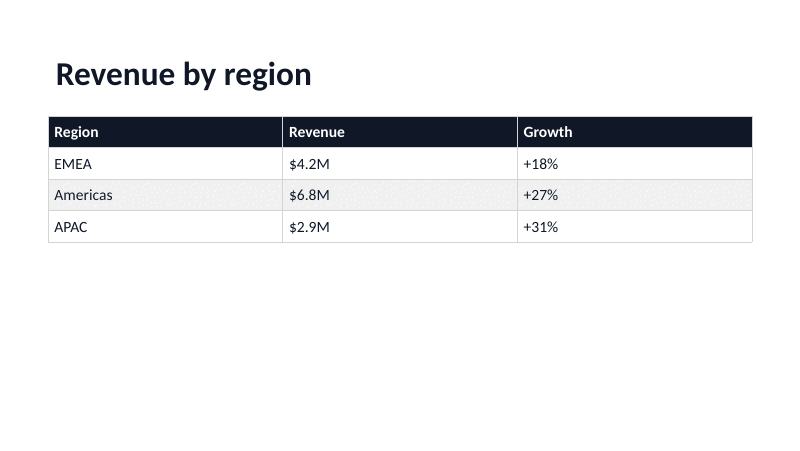 Revenue by region
Region Revenue Growth
EMEA $4.2M +18%
Americas $6.8M +27%
APAC $2.9M +31%